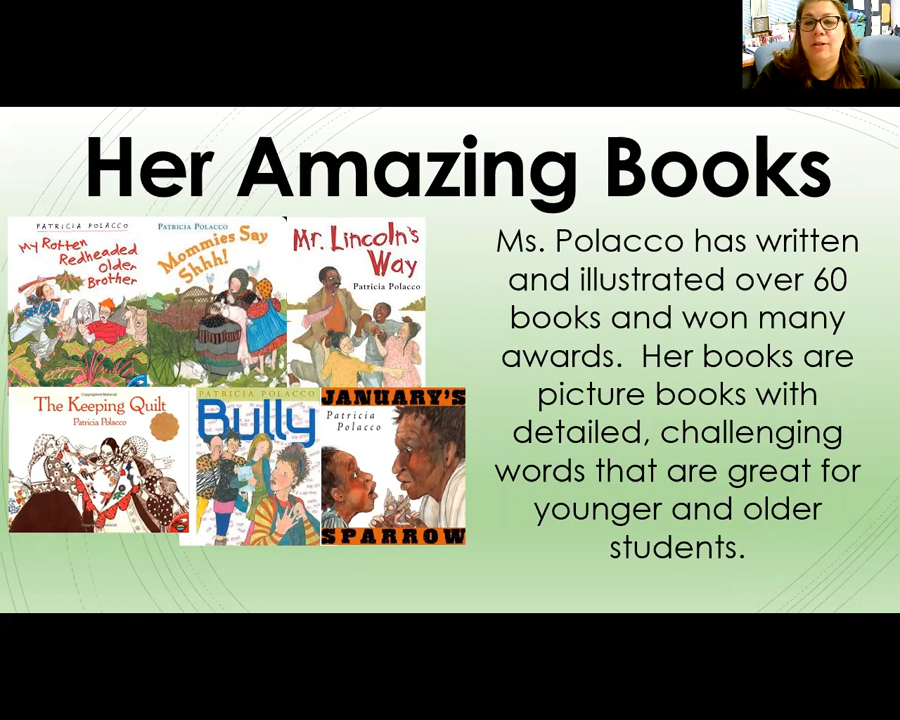 Her Amazing Books
PATRICIA POLACCO
My Rotten
Redheaded
Older
Brother
PATRICIA POLACCO
Mommies Say
Shhh!
Mr. Lincoln's
Way
Patricia Polacco
The Keeping Quilt
Patricia Polacco
PATRICIA POLACCO
Bully
JANUARY'S
Patricia
Polacco
SPARROW
Ms. Polacco has written
and illustrated over 60
books and won many
awards.  Her books are
picture books with
detailed, challenging
words that are great for
younger and older
students.